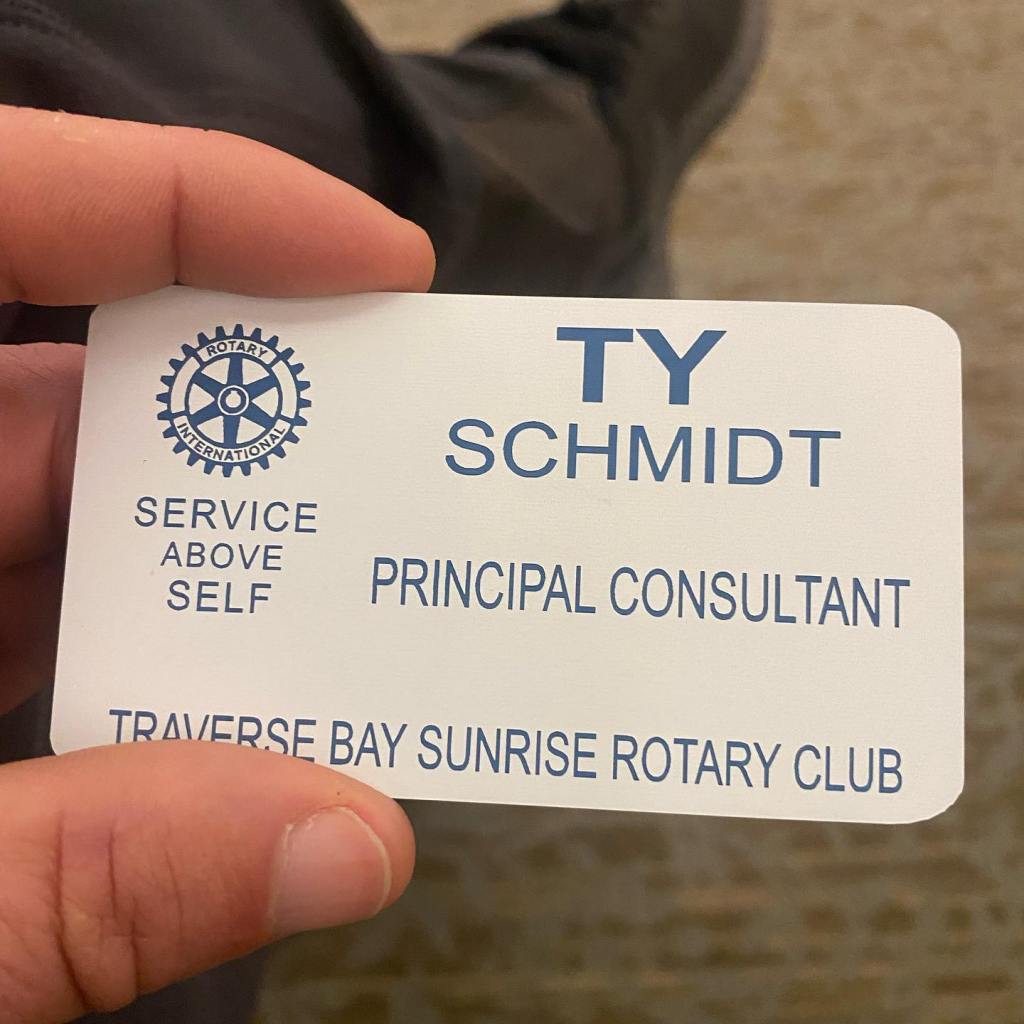 ROTARY
INTERNATIONAL
SERVICE
ABOVE
SELF
TY
SCHMIDT
PRINCIPAL CONSULTANT
TRAVERSE BAY SUNRISE ROTARY CLUB